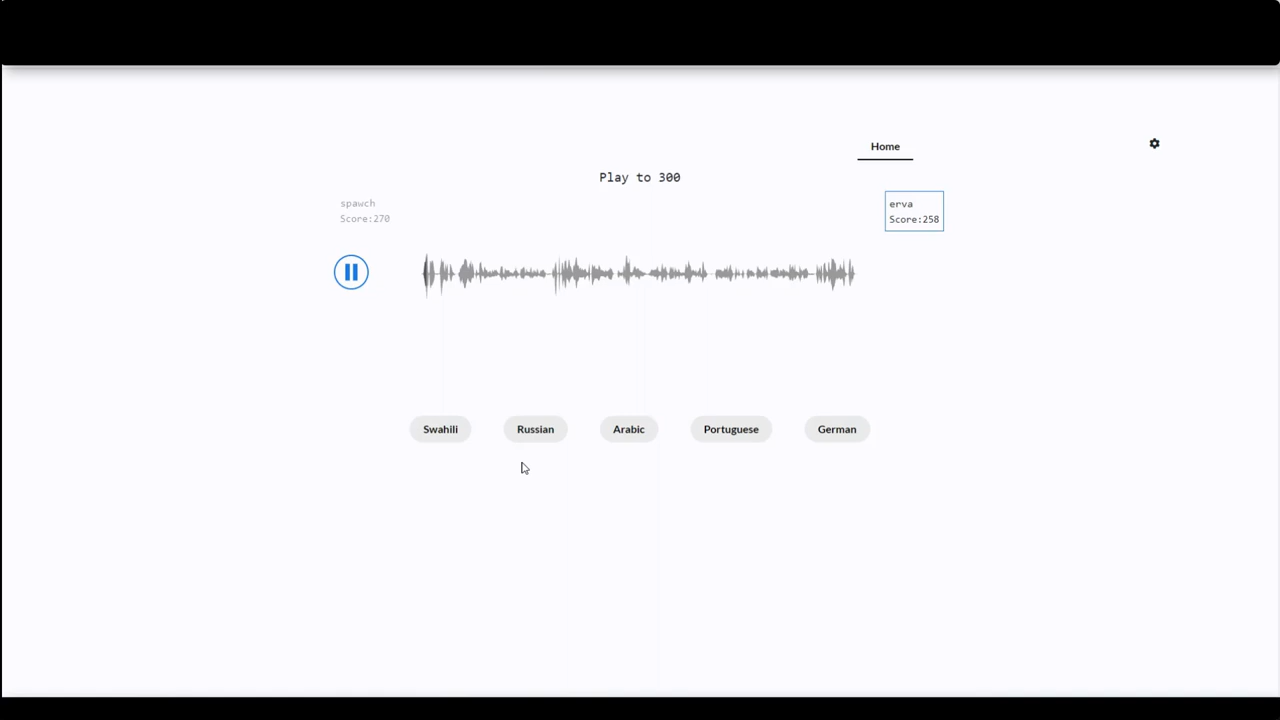 Home
Play to 300
spawch
Score:270
erva
Score:258
Swahili
Russian
Arabic
Portuguese
German